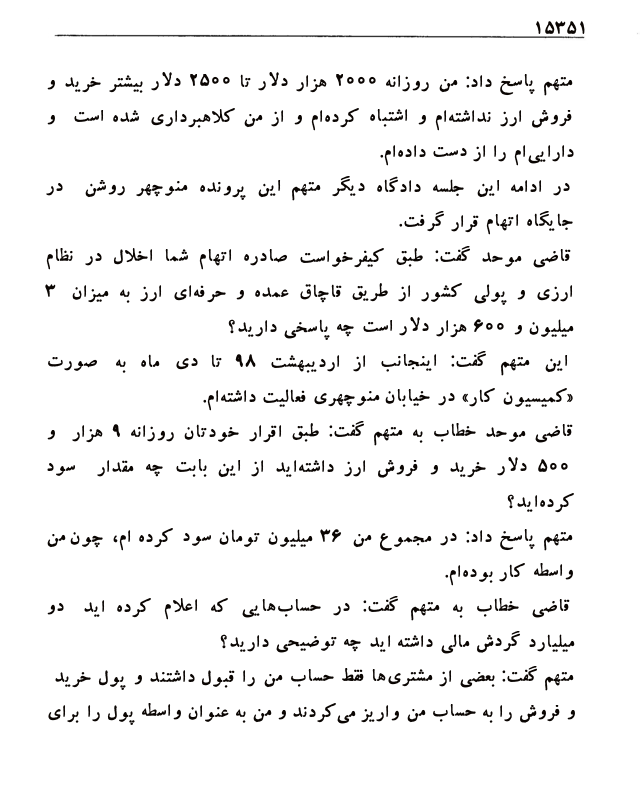 ۱۵۳۵۱
متهم پاسخ داد: من روزانه ۲۰۰۰ هزار دلار تا ۲۵۰۰ دلار بیشتر خرید و
فروش ارز نداشته‌ام و اشتباه کرده‌ام و از من کلاهبرداری شده است و
دارایی‌ام را از دست داده‌ام.
در ادامه این جلسه دادگاه دیگر متهم این پرونده منوچهر روشن در
جایگاه اتهام قرار گرفت.
قاضی موحد گفت: طبق کیفرخواست صادره اتهام شما اخلال در نظام
ارزی و پولی کشور از طریق قاچاق عمده و حرفه‌ای ارز به میزان ۳
میلیون و ۶۰۰ هزار دلار است چه پاسخی دارید؟
این متهم گفت: اینجانب از اردیبهشت ۹۸ تا دی ماه به صورت
«کمیسیون کار» در خیابان منوچهری فعالیت داشته‌ام.
قاضی موحد خطاب به متهم گفت: طبق اقرار خودتان روزانه ۹ هزار و
۵۰۰ دلار خرید و فروش ارز داشته‌اید از این بابت چه مقدار سود
کرده‌اید؟
متهم پاسخ داد: در مجموع من ۳۶ میلیون تومان سود کرده ام، چون من
واسطه کار بوده‌ام.
قاضی خطاب به متهم گفت: در حساب‌هایی که اعلام کرده اید دو
میلیارد گردش مالی داشته اید چه توضیحی دارید؟
متهم گفت: بعضی از مشتری‌ها فقط حساب من را قبول داشتند و پول خرید
و فروش را به حساب من واریز می‌کردند و من به عنوان واسطه پول را برای